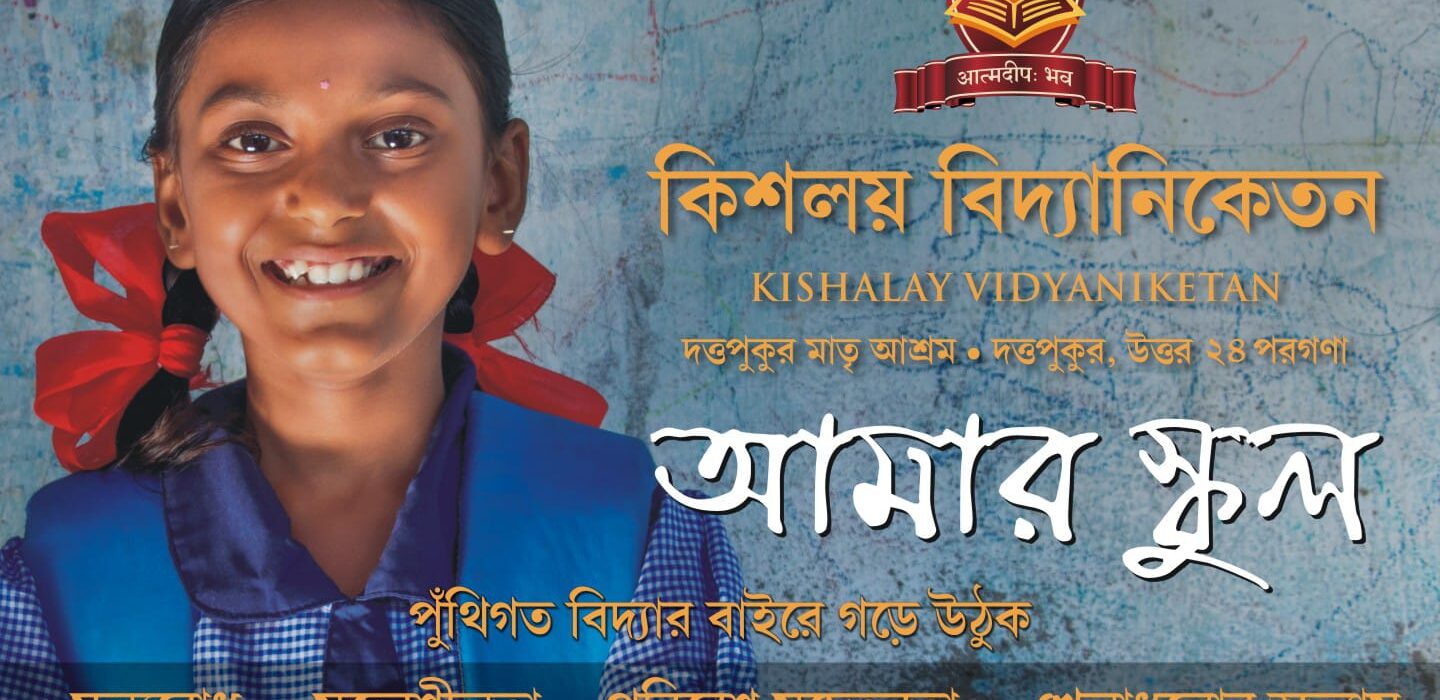 आत्मदीपः भव
কিশলয় বিদ্যানিকেতন
KISHALAY VIDYANIKETAN
দত্তপুকুর মাতৃ আশ্রম • দত্তপুকুর, উত্তর ২৪ পরগণা
আমার স্কুল
পুঁথিগত বিদ্যার বাইরে গড়ে উঠুক